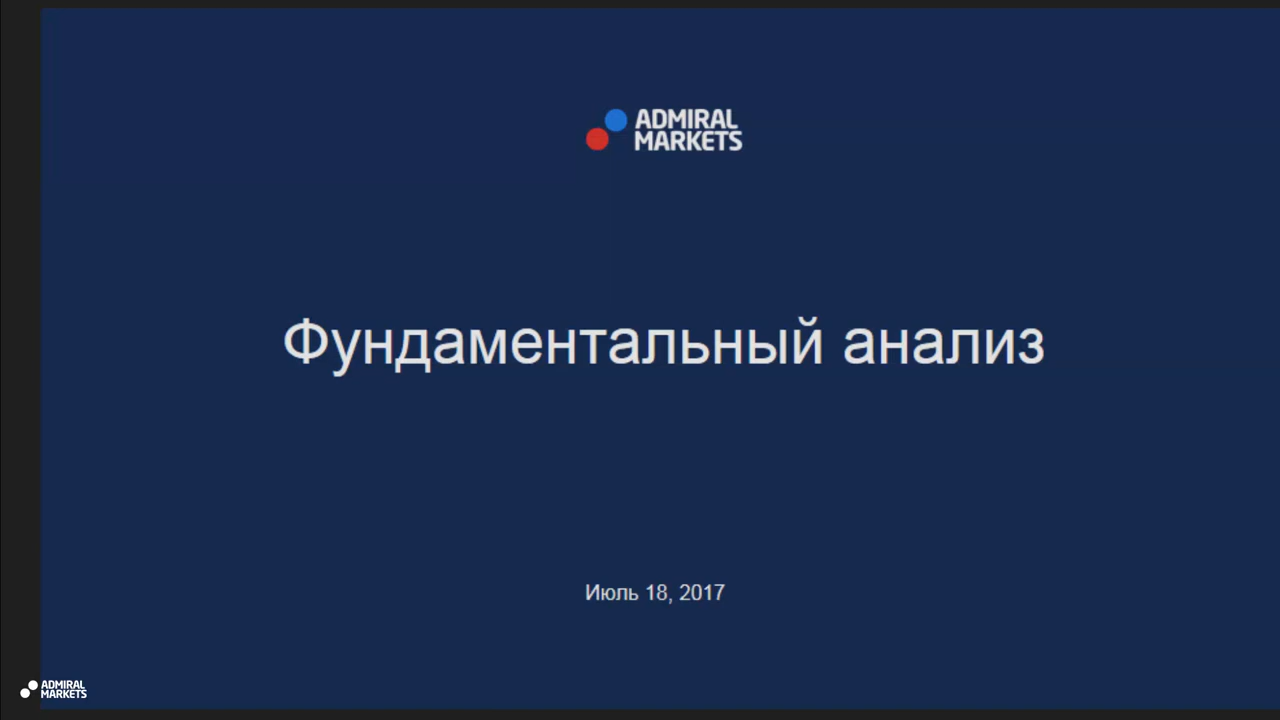 ADMIRAL
MARKETS
Фундаментальный анализ
Июль 18, 2017
ADMIRAL
MARKETS